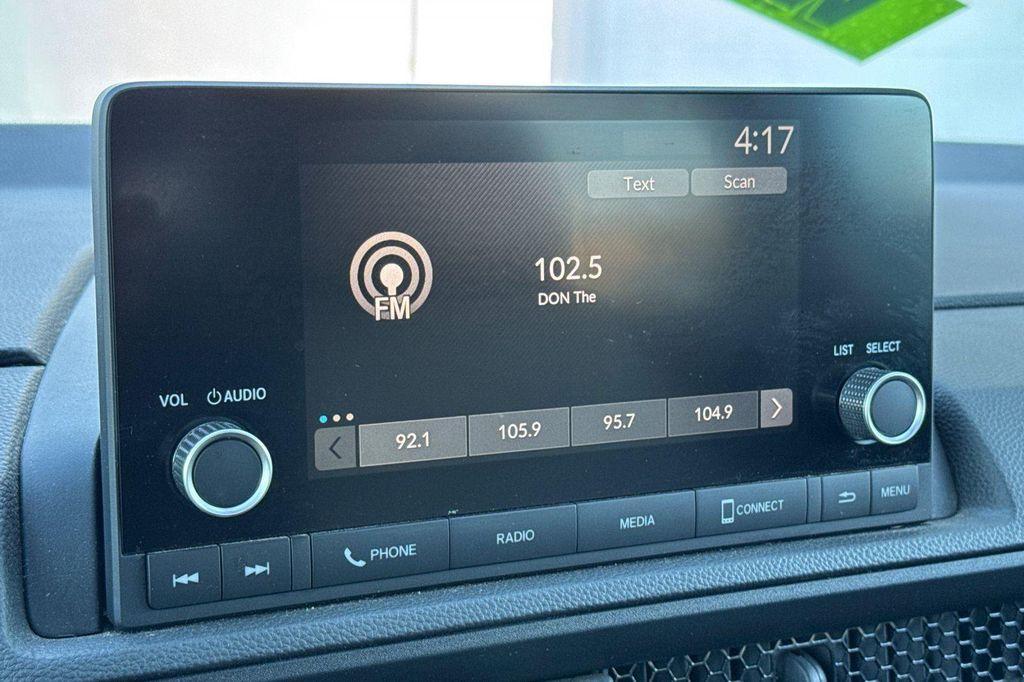 4:17
Text Scan
102.5
DON The
FM
LIST SELECT
VOL AUDIO
92.1 105.9 95.7 104.9
PHONE RADIO MEDIA CONNECT MENU